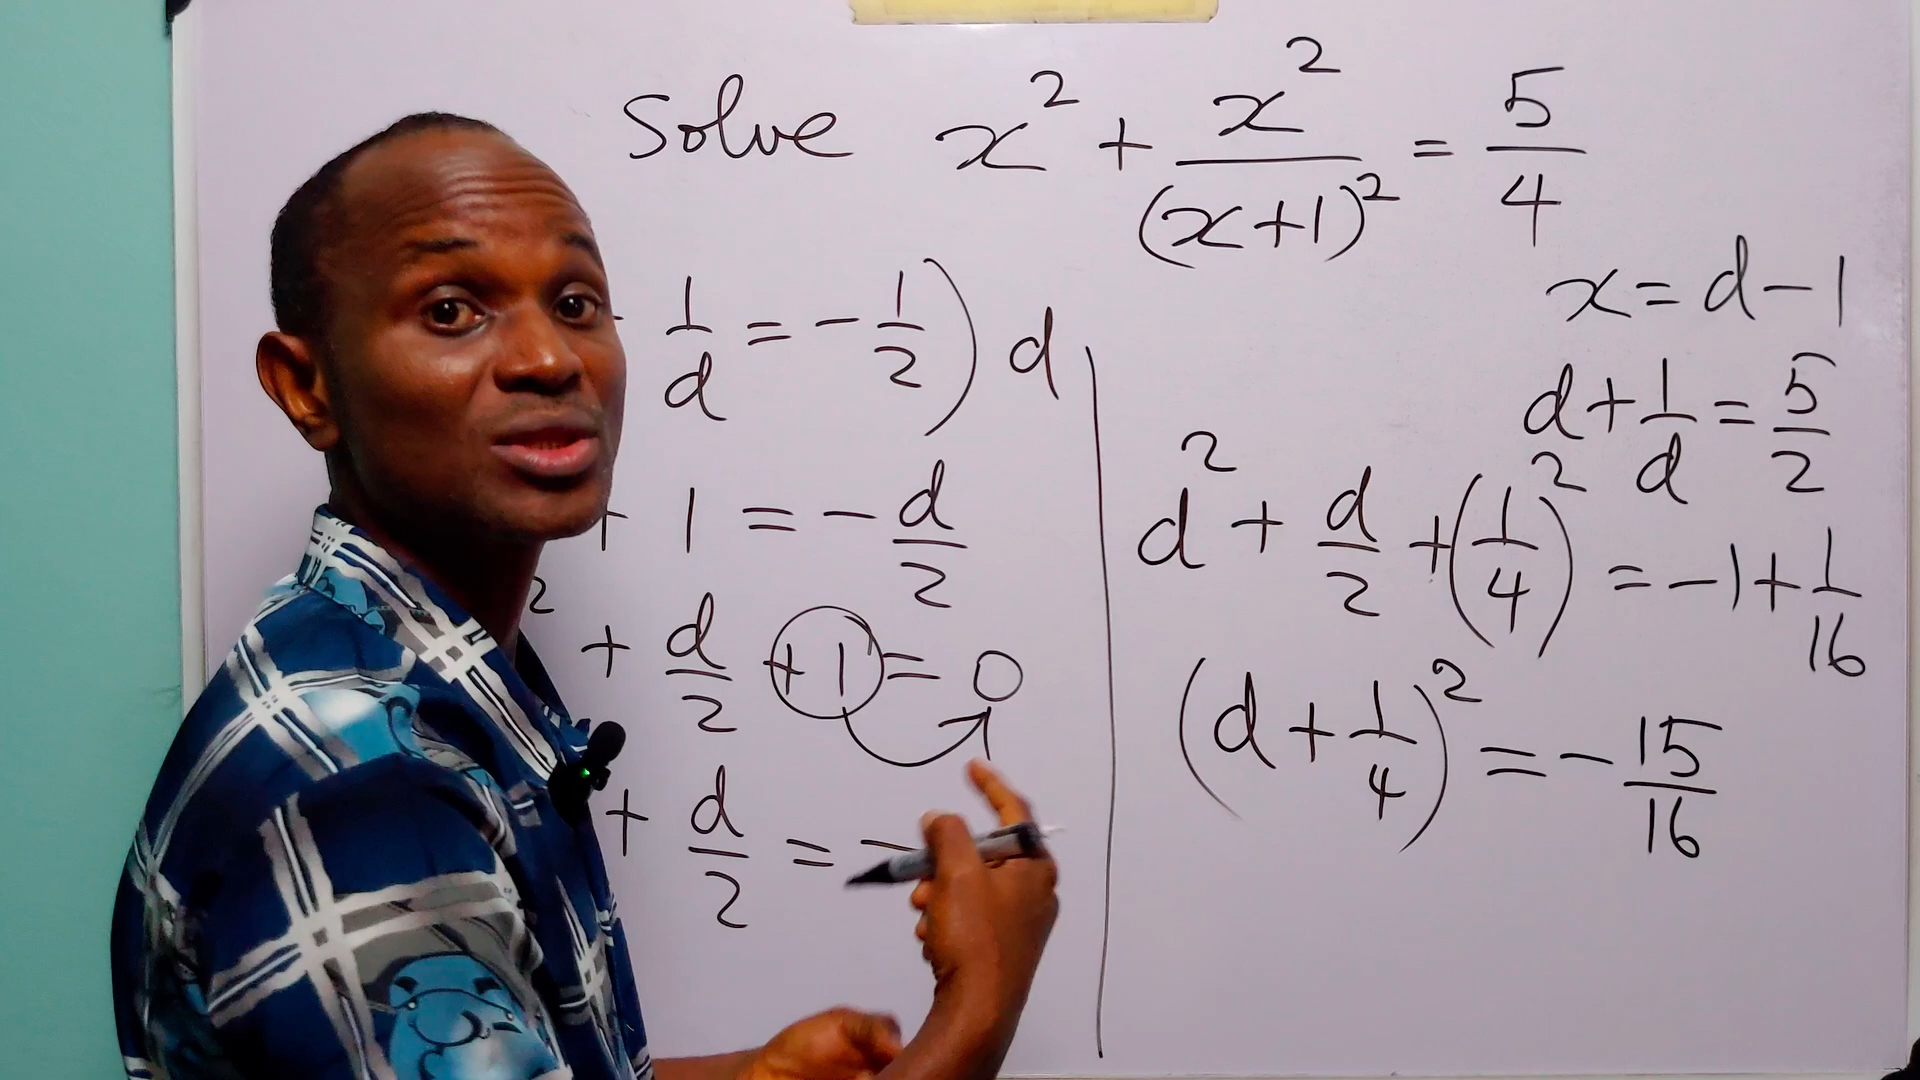 Solve x² + x²/(x+1)² = 5/4
x = d - 1
1/d = -1/2) d
d + 1/d = 5/2
+ 1 = -d/2
d² + d/2 + (1/4)² = -1 + 1/16
² + d/2 + 1 = 0
(d + 1/4)² = -15/16
+ d/2 = -